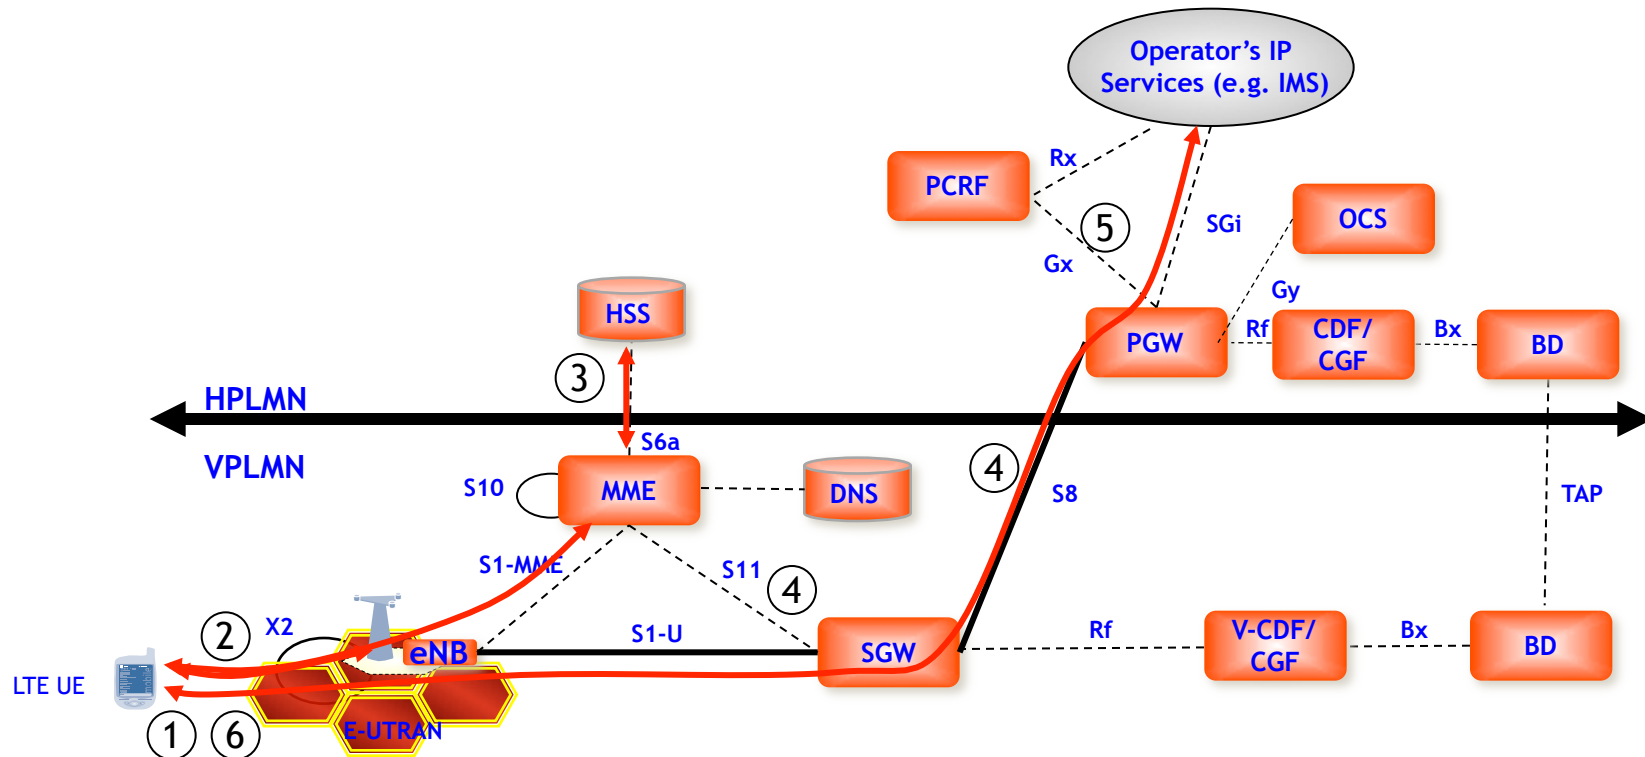 Operator's IP
Services (e.g. IMS)
Rx
PCRF
OCS
5
SGi
Gx
HSS
Gy
PGW
Rf
CDF/
CGF
Bx
BD
3
HPLMN
S6a
VPLMN
4
S10
MME
DNS
S8
TAP
S1-MME
S11
4
2
X2
S1-U
Rf
V-CDF/
CGF
Bx
BD
eNB
SGW
LTE UE
1
6
E-UTRAN